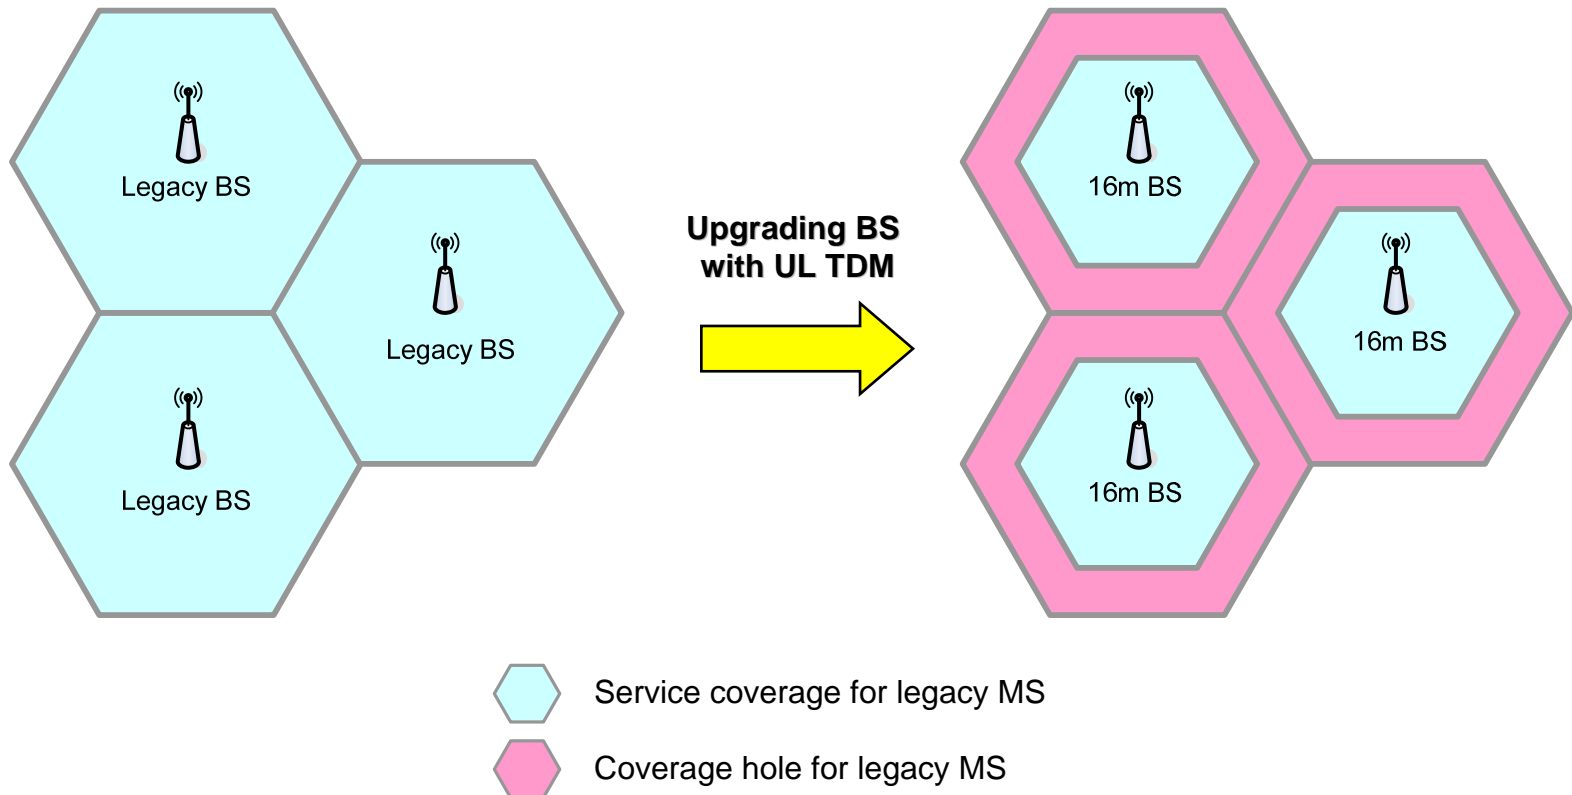 Legacy BS
Legacy BS
Legacy BS
Upgrading BS
with UL TDM
16m BS
16m BS
16m BS
Service coverage for legacy MS
Coverage hole for legacy MS